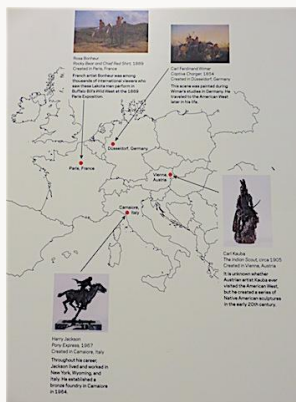 Rosa Bonheur
Rocky Bear and Chief Red Shirt, 1889
Created in Paris, France
French artist Bonheur was among
thousands of international viewers who
saw these Lakota men perform in
Buffalo Bill's Wild West at the 1889
Paris Exposition.
Carl Ferdinand Wimar
Captive Charger, 1854
Created in Düsseldorf, Germany
This scene was painted during
Wimar's studies in Germany. He
traveled to the American West
later in his life.
Düsseldorf, Germany
Paris, France
Vienna,
Austria
Camaiore,
Italy
Carl Kauba
The Indian Scout, circa 1905
Created in Vienna, Austria
It is unknown whether
Austrian artist Kauba ever
visited the American West,
but he created a series of
Native American sculptures
in the early 20th century.
Harry Jackson
Pony Express, 1967
Created in Camaiore, Italy
Throughout his career,
Jackson lived and worked in
New York, Wyoming, and
Italy. He established a
bronze foundry in Camaiore
in 1964.